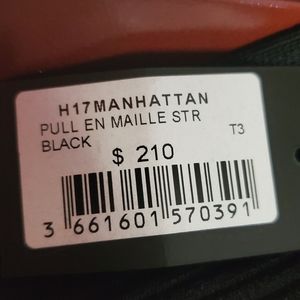 H17MANHATTAN
PULL EN MAILLE STR
BLACK T3
$ 210
3 661601 570391